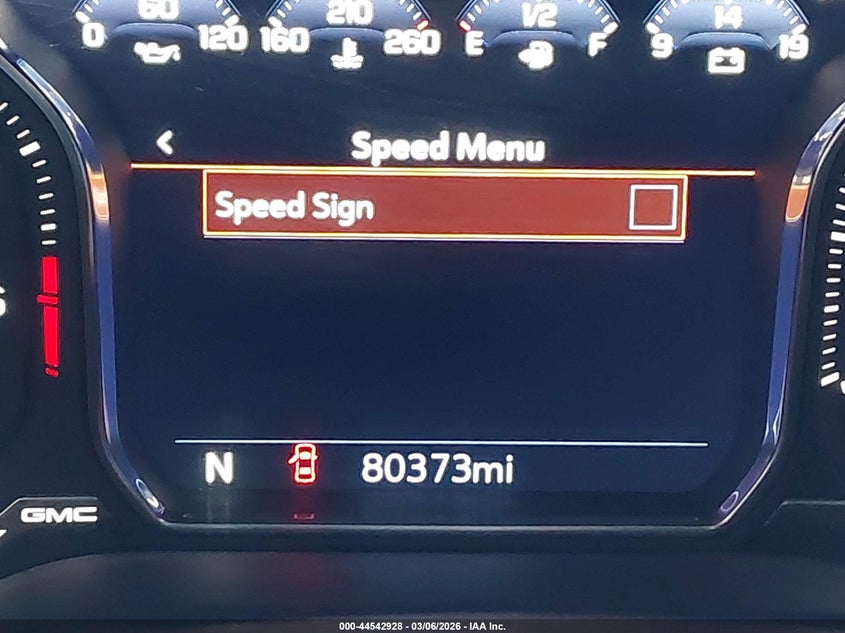 60 210 1/2 14
0 120 160 260 E F 9 19
Speed Menu
Speed Sign
N 80373mi
GMC
000-44542928 - 03/06/2026 - IAA Inc.